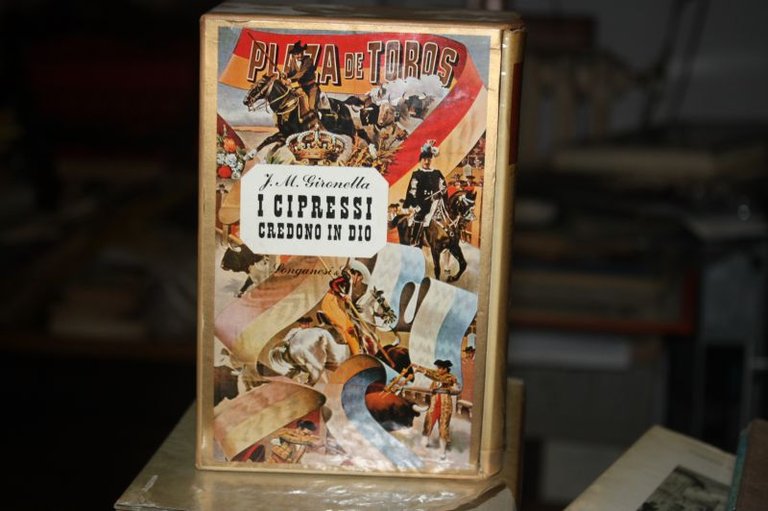 PLAZA DE TOROS
J. M. Gironella
I CIPRESSI
CREDONO IN DIO
Longanesi &